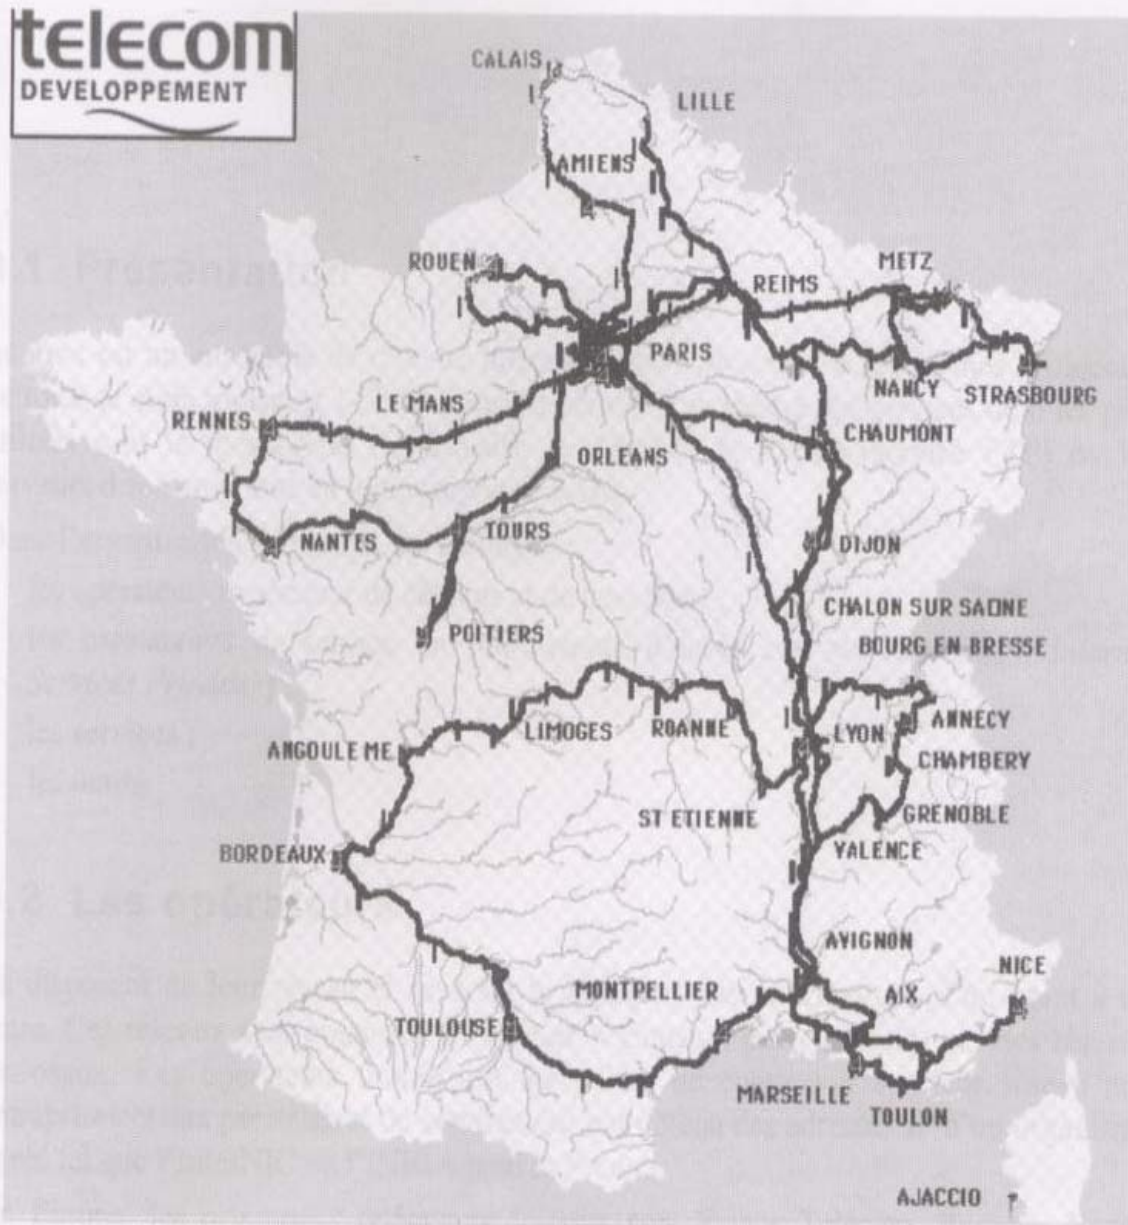 telecom
DEVELOPPEMENT
CALAIS
LILLE
AMIENS
ROUEN
METZ
REIMS
PARIS
NANCY
STRASBOURG
LE MANS
RENNES
CHAUMONT
ORLEANS
TOURS
NANTES
DIJON
CHALON SUR SAONE
POITIERS
BOURG EN BRESSE
ANNECY
LIMOGES
ROANNE
LYON
ANGOULEME
CHAMBERY
GRENOBLE
ST ETIENNE
VALENCE
BORDEAUX
AVIGNON
NICE
MONTPELLIER
AIX
TOULOUSE
MARSEILLE
TOULON
AJACCIO